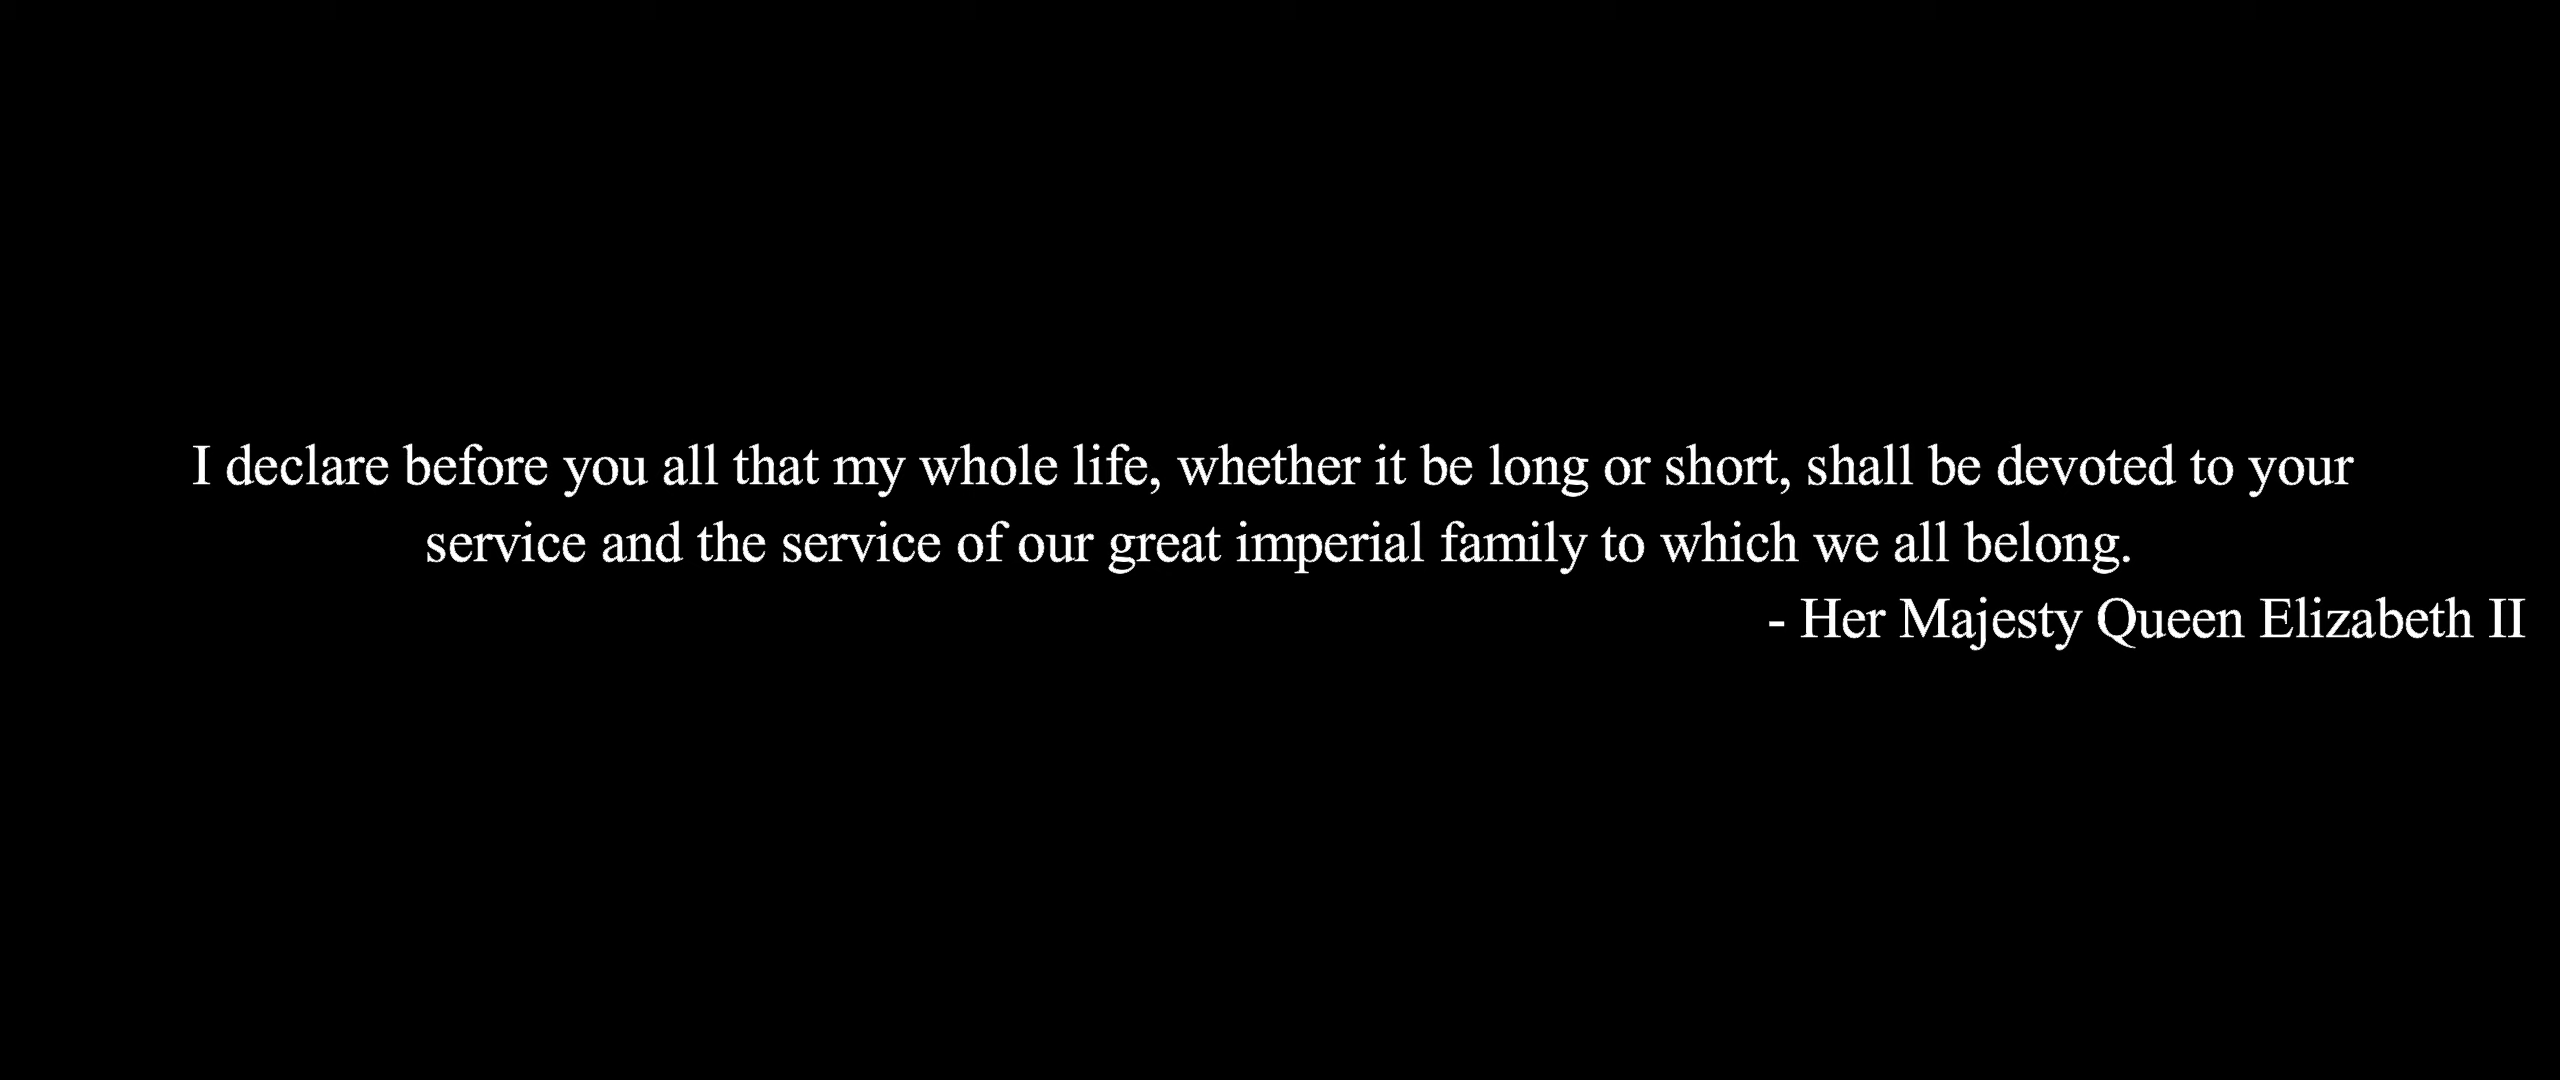 I declare before you all that my whole life, whether it be long or short, shall be devoted to your
service and the service of our great imperial family to which we all belong.
- Her Majesty Queen Elizabeth II